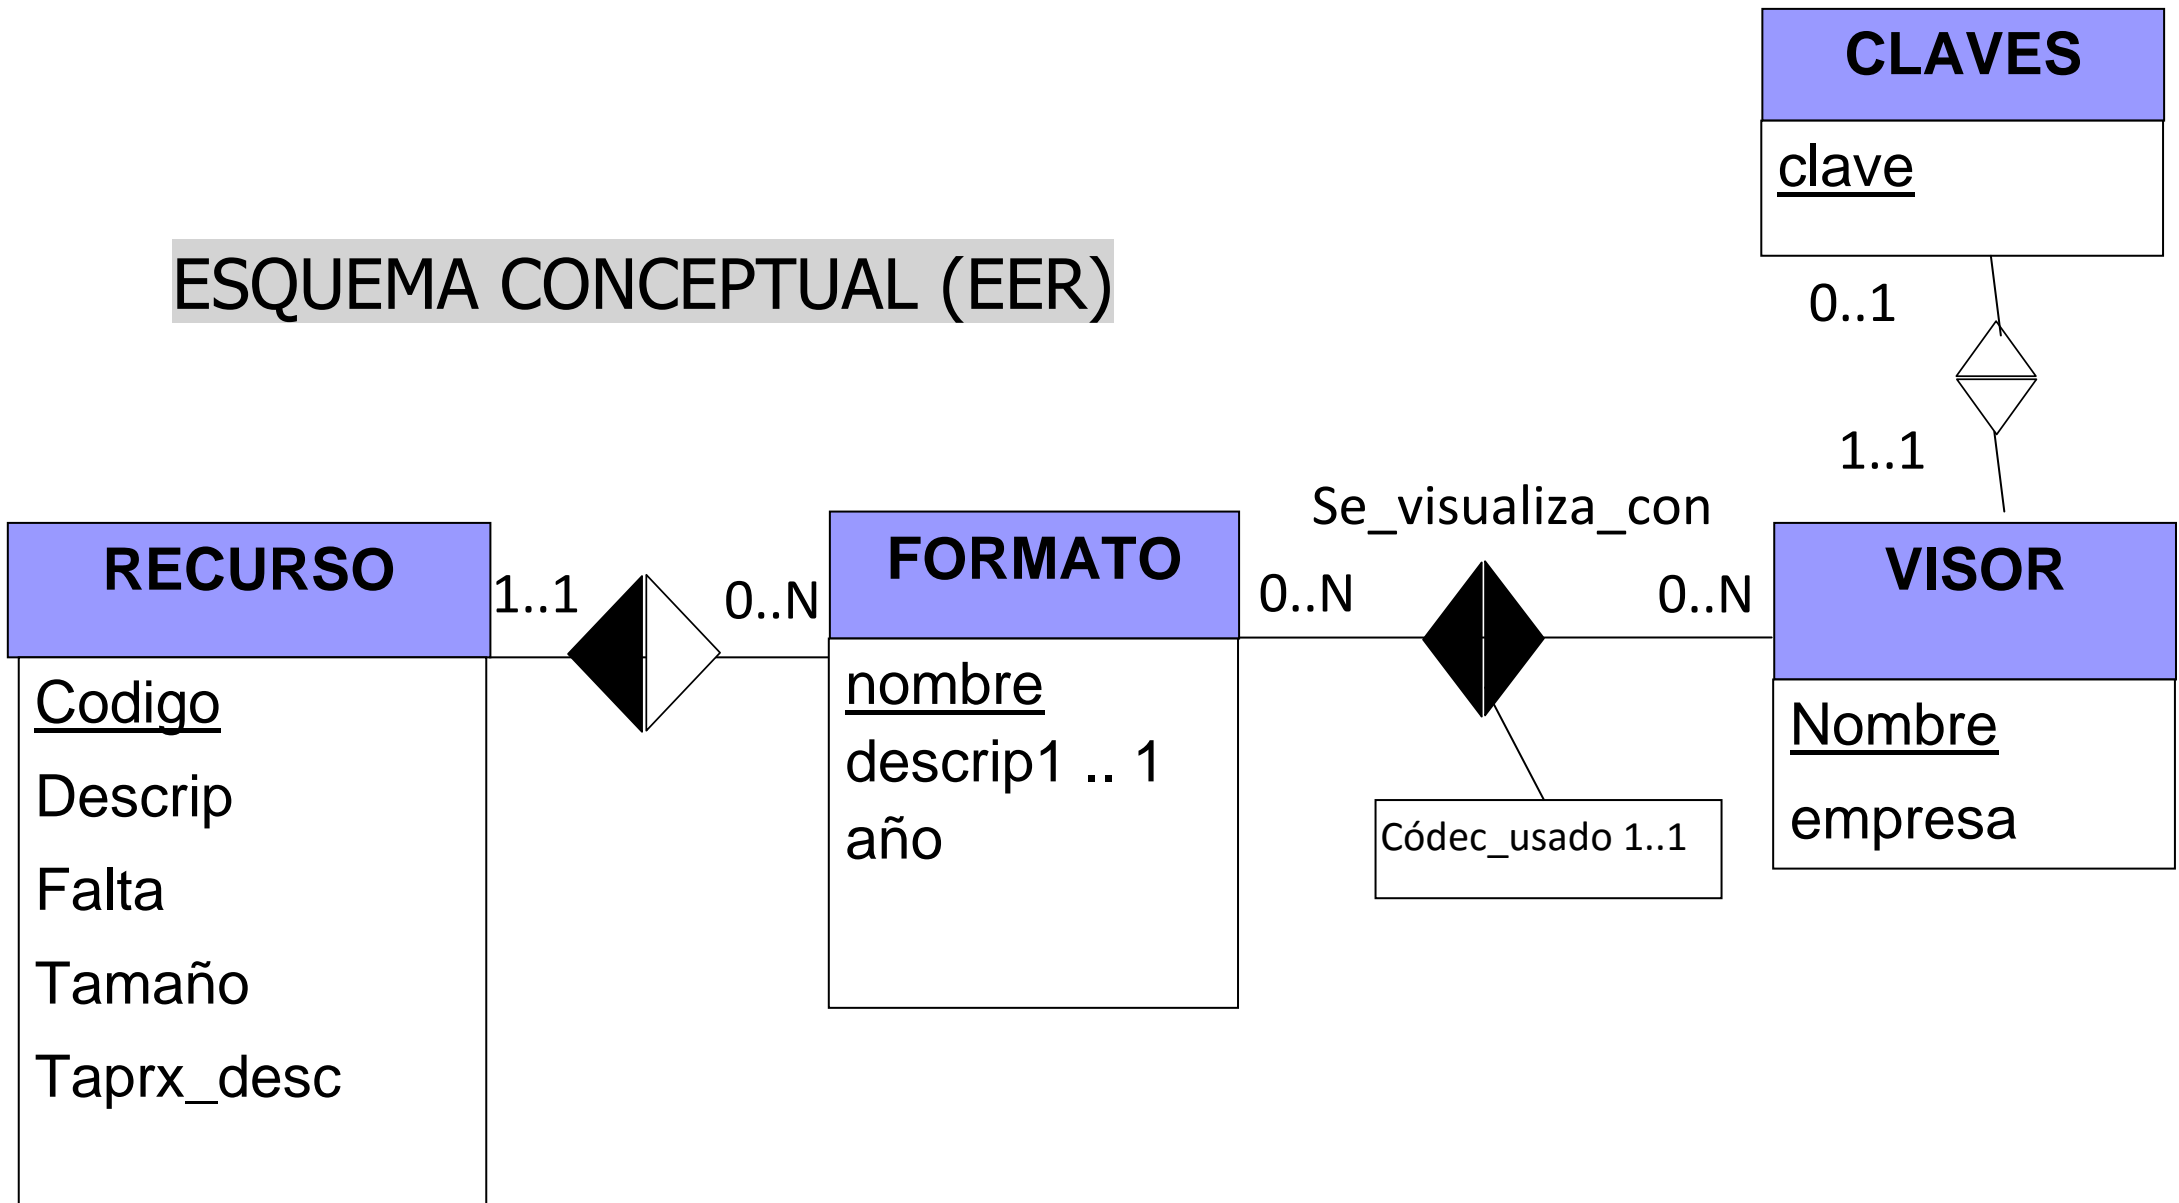 CLAVES
clave
ESQUEMA CONCEPTUAL (EER)
0..1
1..1
Se_visualiza_con
RECURSO
1..1
0..N
FORMATO
0..N
0..N
VISOR
Codigo
Descrip
Falta
Tamaño
Taprx_desc
nombre
descrip1 .. 1
año
Códec_usado 1..1
Nombre
empresa